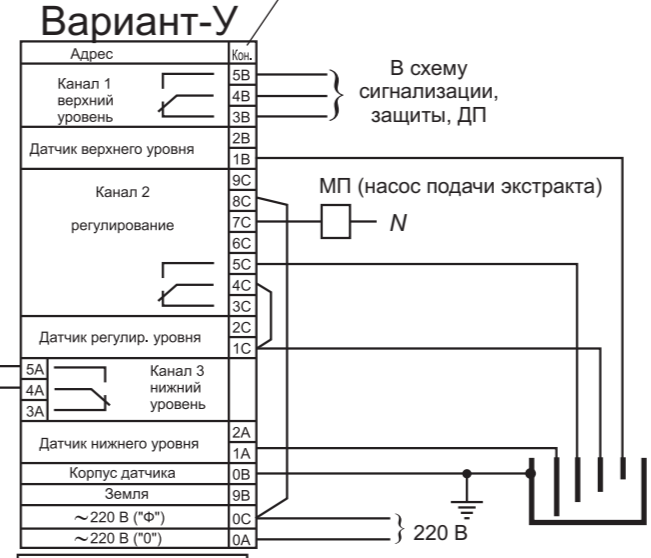 Вариант-У
Адрес
Кон.
Канал 1
верхний
уровень
5В
4В
3В
В схему
сигнализации,
защиты, ДП
Датчик верхнего уровня
2В
1В
Канал 2
регулирование
9С
8С
7С
6С
5С
4С
3С
МП (насос подачи экстракта)
N
Датчик регулир. уровня
2С
1С
5А
4А
3А
Канал 3
нижний
уровень
Датчик нижнего уровня
2А
1А
Корпус датчика
0В
Земля
9В
~220 В ("Ф")
0С
~220 В ("0")
0А
220 В